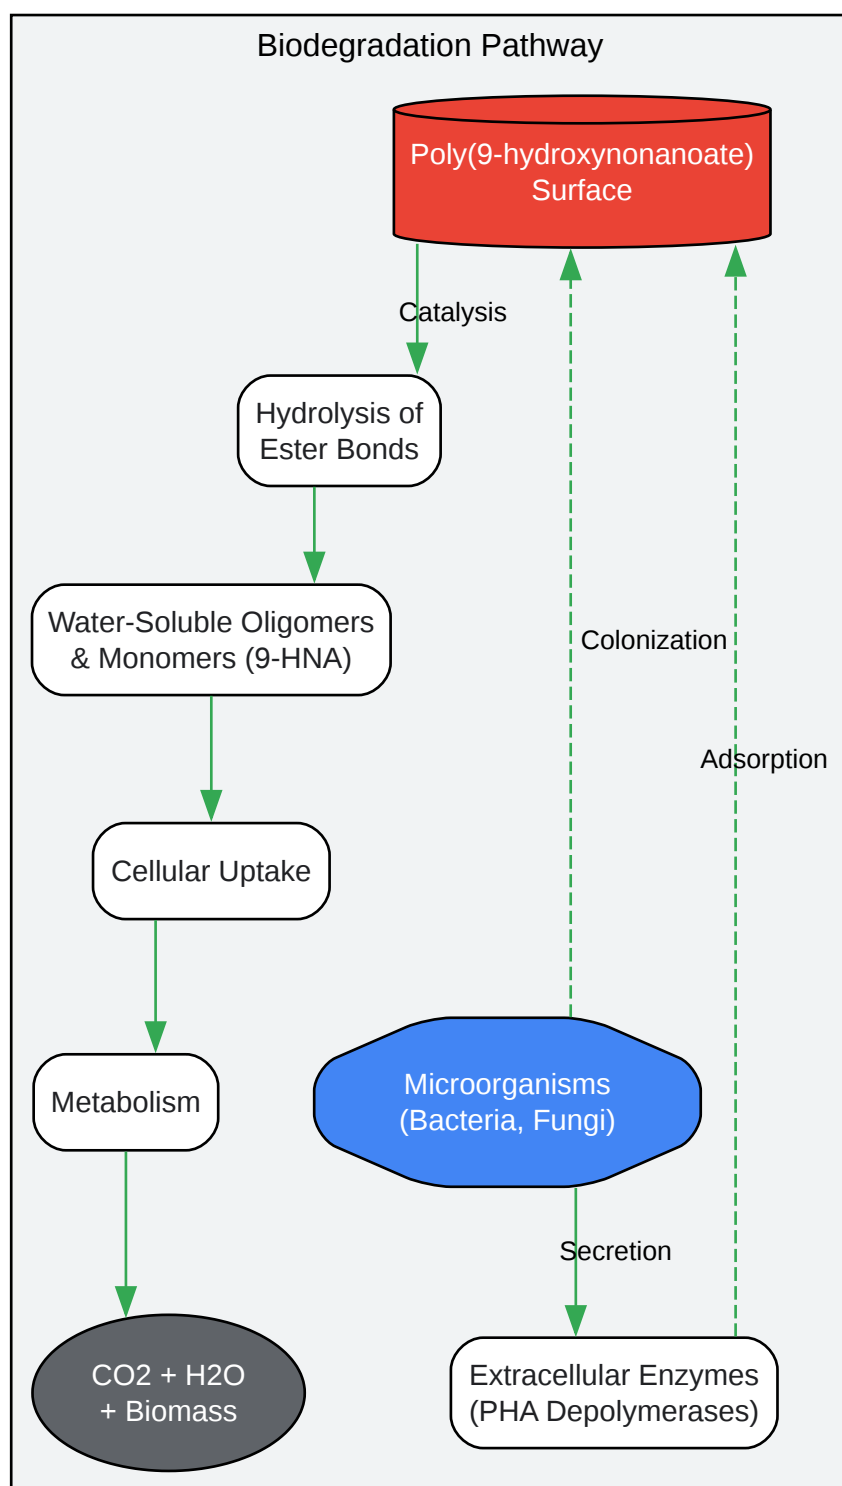 Biodegradation Pathway
Poly(9-hydroxynonanoate)
Surface
Catalysis
Hydrolysis of
Ester Bonds
Water-Soluble Oligomers
& Monomers (9-HNA)
Colonization
Adsorption
Cellular Uptake
Metabolism
Microorganisms
(Bacteria, Fungi)
Secretion
CO2 + H2O
+ Biomass
Extracellular Enzymes
(PHA Depolymerases)